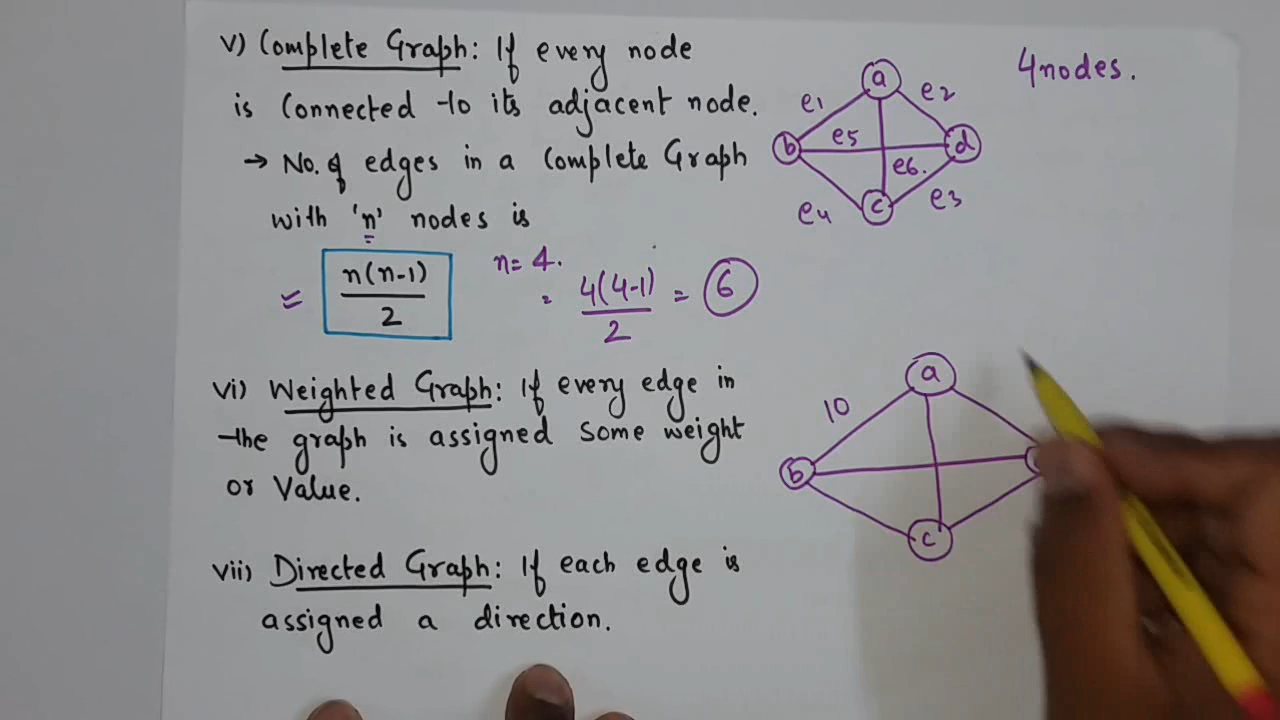 v) Complete Graph: If every node
is Connected to its adjacent node.
→ No. of edges in a Complete Graph
with 'n' nodes is
n(n-1)
2
n= 4.
= 4(4-1) = 6
2
4nodes.
a
e1 e2
b e5 d
e6.
e4 c e3
vi) Weighted Graph: If every edge in
the graph is assigned Some weight
or Value.
a
10
b
c
vii) Directed Graph: If each edge is
assigned a direction.